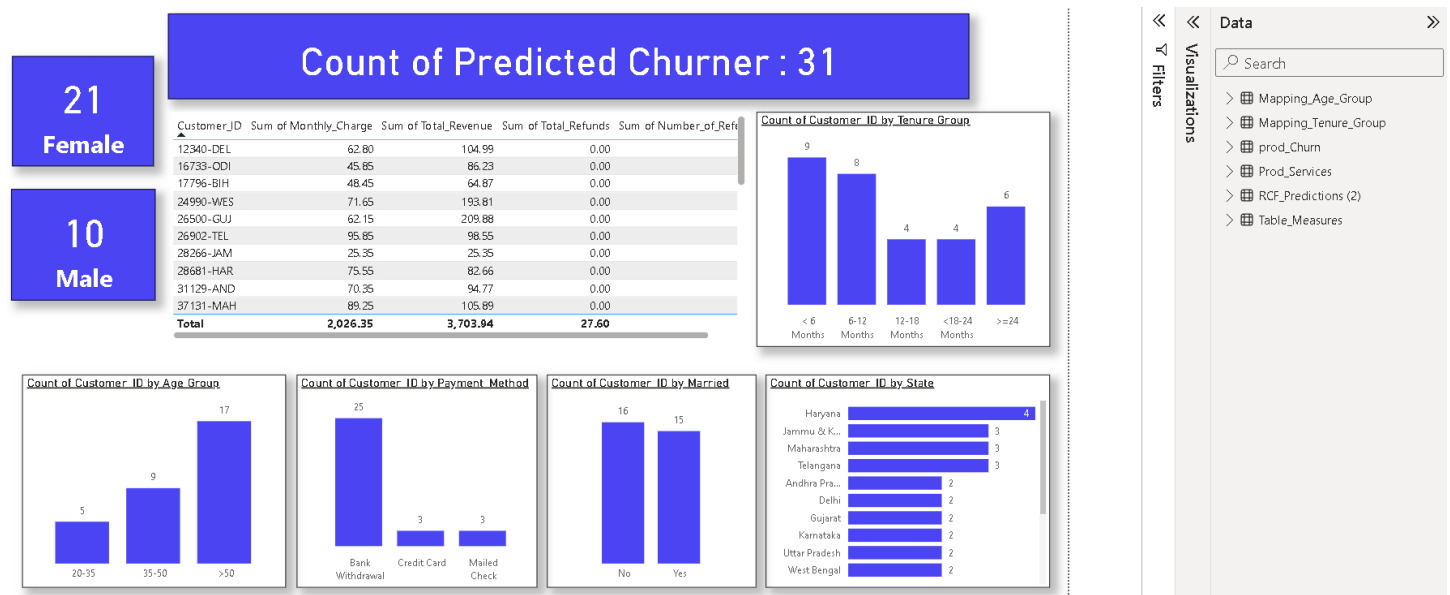 Count of Predicted Churner : 31
21
Female
10
Male
Customer_ID Sum of Monthly_Charge Sum of Total_Revenue Sum of Total_Refunds Sum of Number_of_Refe
12340-DEL 62.80 104.99 0.00
16733-ODI 45.85 86.23 0.00
17796-BIH 48.45 64.87 0.00
24990-WES 71.65 193.81 0.00
26500-GUJ 62.15 209.88 0.00
26902-TEL 95.85 98.55 0.00
28266-JAM 25.35 25.35 0.00
28681-HAR 75.55 82.66 0.00
31129-AND 70.35 94.77 0.00
37131-MAH 89.25 105.89 0.00
Total 2,026.35 3,703.94 27.60
Count of Customer_ID by Tenure Group
9
8
4
4
6
< 6 Months
6-12 Months
12-18 Months
<18-24 Months
>=24
Count of Customer_ID by Age Group
5
9
17
20-35
35-50
>50
Count of Customer_ID by Payment_Method
25
3
3
Bank Withdrawal
Credit Card
Mailed Check
Count of Customer_ID by Married
16
15
No
Yes
Count of Customer_ID by State
Haryana 4
Jammu & K... 3
Maharashtra 3
Telangana 3
Andhra Pra... 2
Delhi 2
Gujarat 2
Karnataka 2
Uttar Pradesh 2
West Bengal 2
Filters
Visualizations
Data
Search
Mapping_Age_Group
Mapping_Tenure_Group
prod_Churn
Prod_Services
RCF_Predictions (2)
Table_Measures